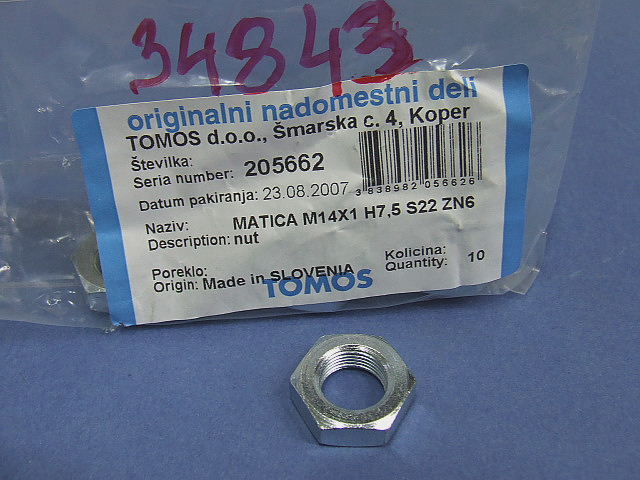 34843
originalni nadomestni deli
TOMOS d.o.o., Šmarska c. 4, Koper
Številka:
Seria number: 205662
Datum pakiranja: 23.08.2007
3 838982 056626
Naziv: MATICA M14X1 H7,5 S22 ZN6
Description: nut
Poreklo:
Origin: Made in SLOVENIA
Kolicina:
Quantity: 10
TOMOS